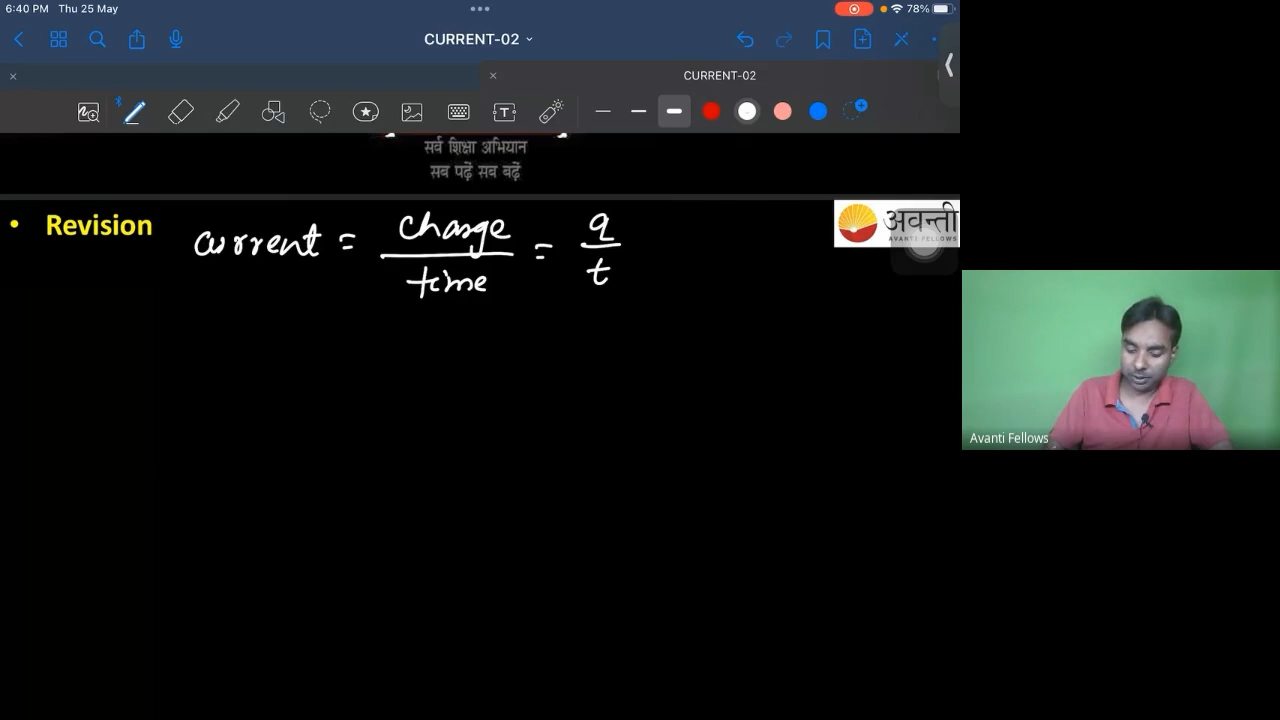 6:40 PM Thu 25 May
78%
CURRENT-02
CURRENT-02
सर्व शिक्षा अभियान
सब पढ़ें सब बढ़ें
• Revision
current = charge / time = q / t
अवन्ती
AVANTI FELLOWS
Avanti Fellows